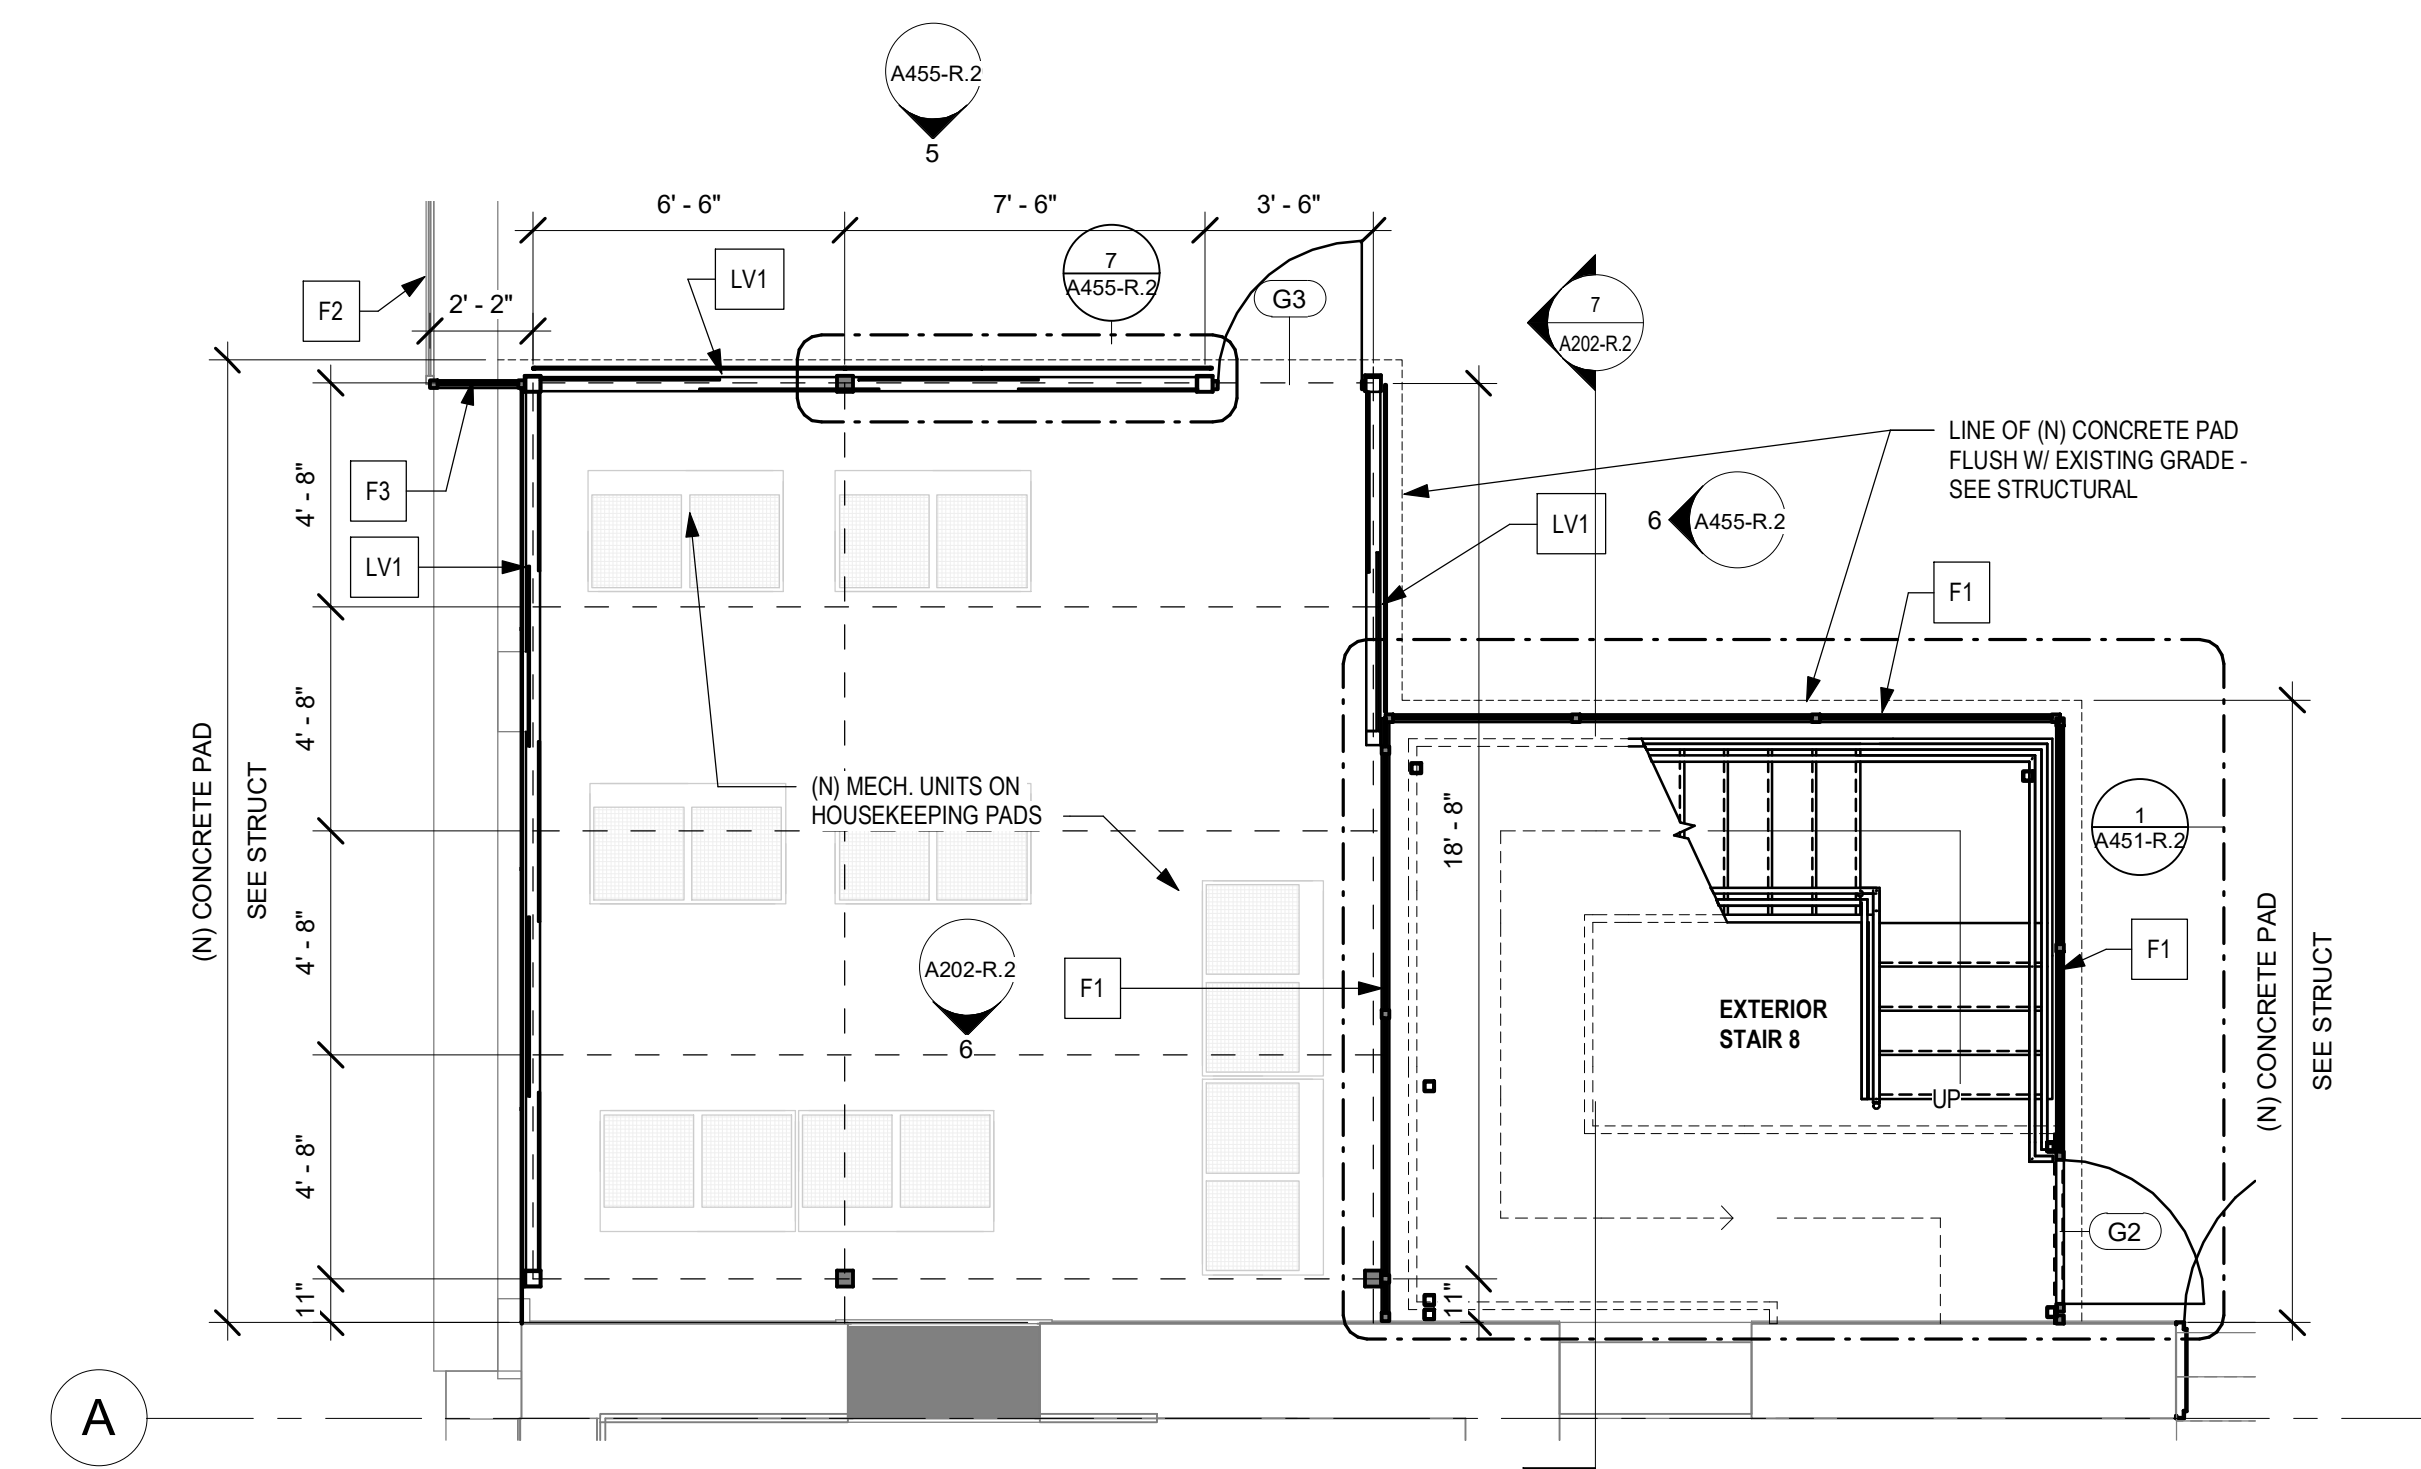 A455-R.2
5
6' - 6"
7' - 6"
3' - 6"
LV1
7
A455-R.2
G3
F2
2' - 2"
7
A202-R.2
LINE OF (N) CONCRETE PAD
FLUSH W/ EXISTING GRADE -
SEE STRUCTURAL
F3
4' - 8"
LV1
LV1
6
A455-R.2
F1
4' - 8"
(N) CONCRETE PAD
SEE STRUCT
(N) MECH. UNITS ON
HOUSEKEEPING PADS
18' - 8"
1
A451-R.2
4' - 8"
A202-R.2
6
F1
EXTERIOR
STAIR 8
F1
(N) CONCRETE PAD
SEE STRUCT
UP
4' - 8"
G2
11"
11"
A